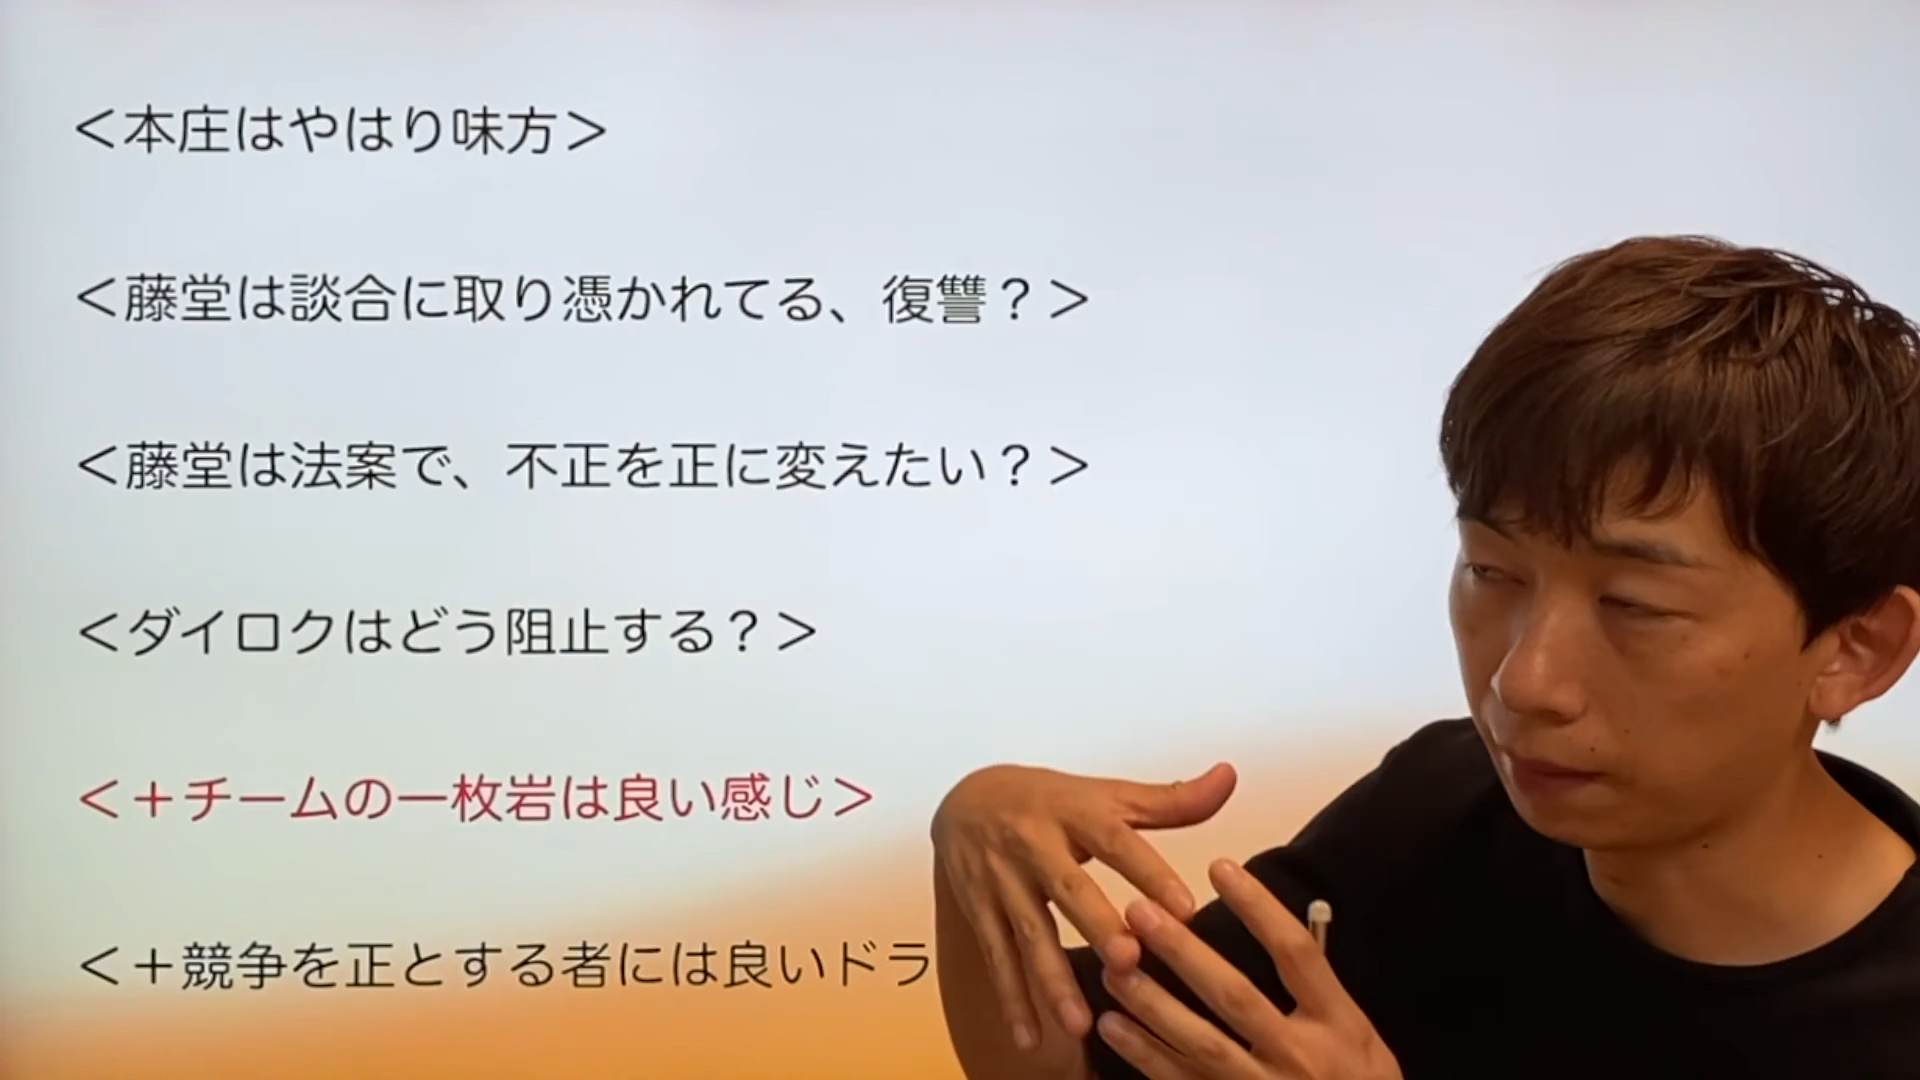 ＜本庄はやはり味方＞
＜藤堂は談合に取り憑かれてる、復讐？＞
＜藤堂は法案で、不正を正に変えたい？＞
＜ダイロクはどう阻止する？＞
＜＋チームの一枚岩は良い感じ＞
＜＋競争を正とする者には良いドラ